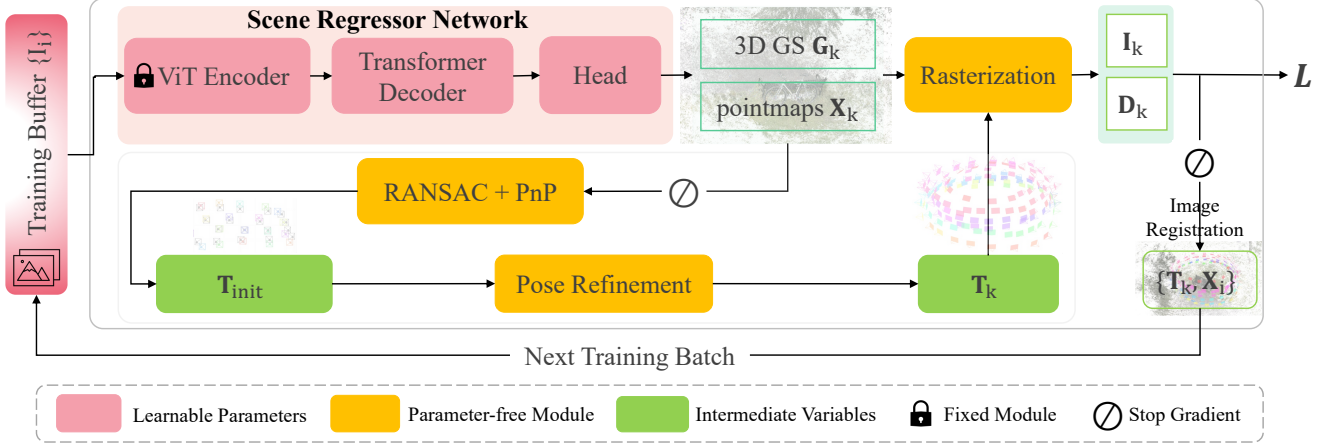 Scene Regressor Network
Training Buffer {I_i}
ViT Encoder
Transformer
Decoder
Head
3D GS G_k
pointmaps X_k
Rasterization
I_k
D_k
L
RANSAC + PnP
Image
Registration
T_init
Pose Refinement
T_k
{T_k, X_i}
Next Training Batch
Learnable Parameters
Parameter-free Module
Intermediate Variables
Fixed Module
Stop Gradient